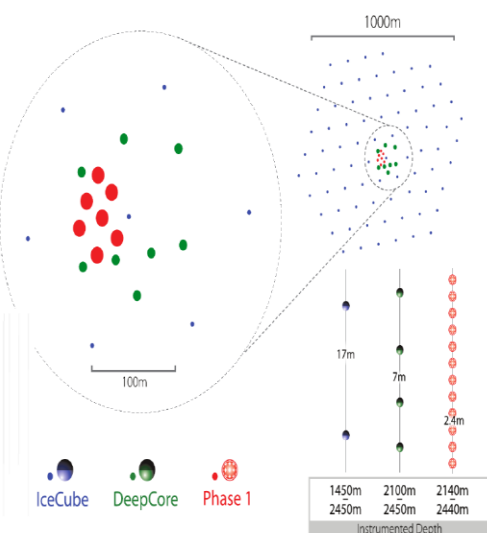 1000m
100m
17m
7m
2.4m
IceCube DeepCore Phase 1
1450m 2100m 2140m
- - -
2450m 2450m 2440m
Instrumented Depth